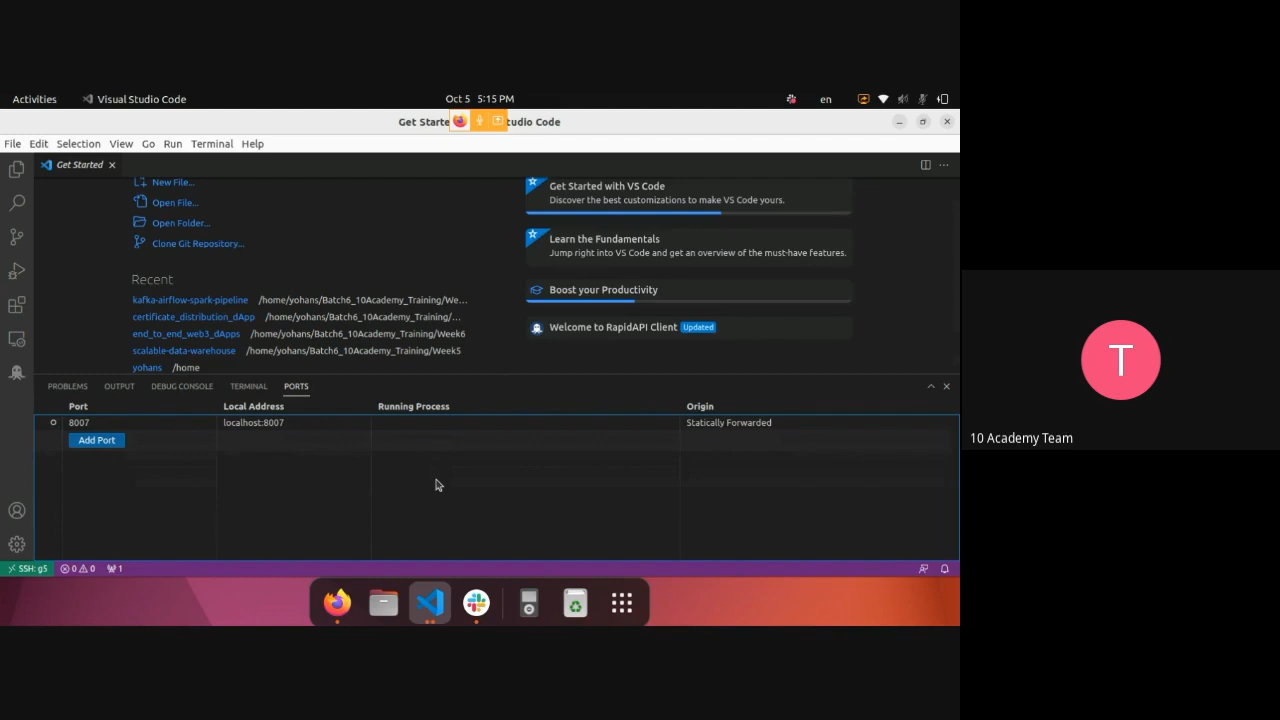 Activities
Visual Studio Code
Oct 5 5:15 PM
en
Get Starte
tudio Code
File Edit Selection View Go Run Terminal Help
Get Started
New File...
Open File...
Open Folder...
Clone Git Repository...
Recent
kafka-airflow-spark-pipeline /home/yohans/Batch6_10Academy_Training/We...
certificate_distribution_dApp /home/yohans/Batch6_10Academy_Training/...
end_to_end_web3_dApps /home/yohans/Batch6_10Academy_Training/Week6
scalable-data-warehouse /home/yohans/Batch6_10Academy_Training/Week5
yohans /home
Get Started with VS Code
Discover the best customizations to make VS Code yours.
Learn the Fundamentals
Jump right into VS Code and get an overview of the must-have features.
Boost your Productivity
Welcome to RapidAPI Client Updated
PROBLEMS OUTPUT DEBUG CONSOLE TERMINAL PORTS
Port Local Address Running Process Origin
8007 localhost:8007 Statically Forwarded
Add Port
SSH: g5 0 0 1
T
10 Academy Team